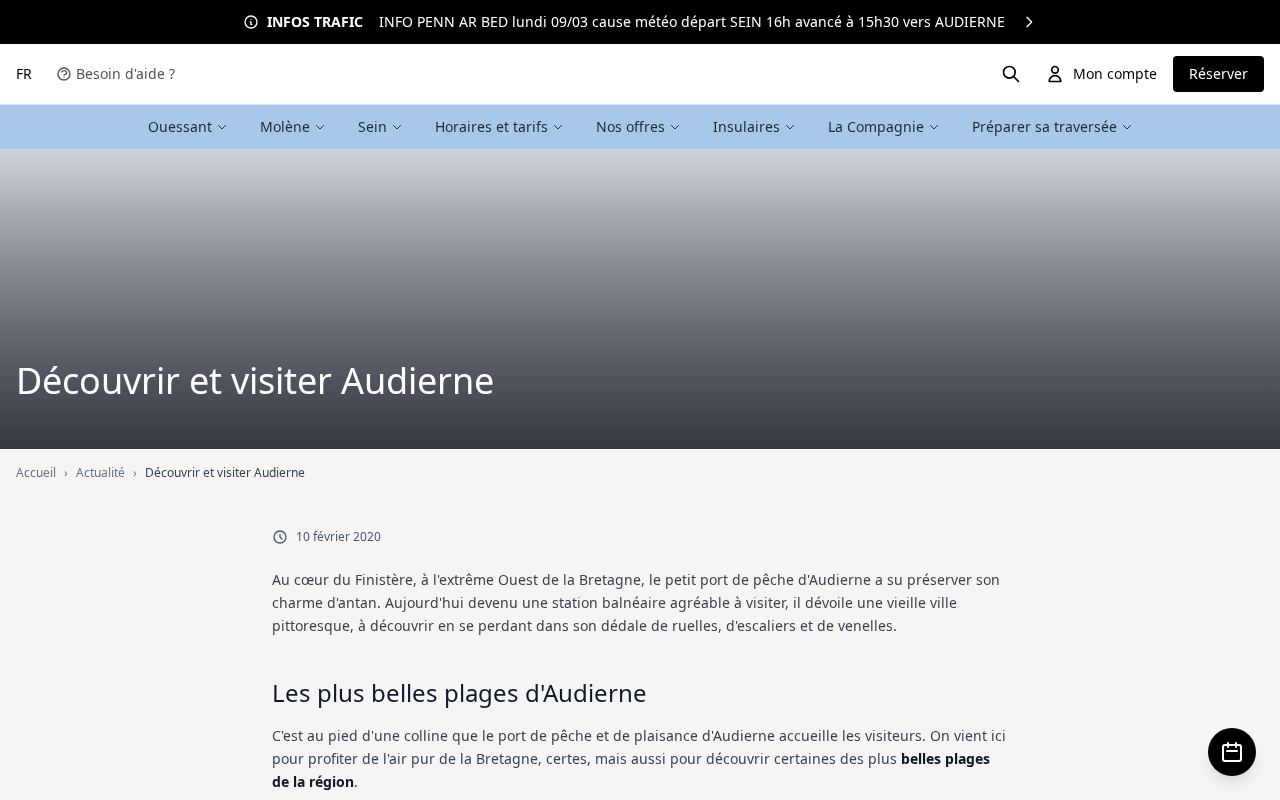 INFOS TRAFIC INFO PENN AR BED lundi 09/03 cause météo départ SEIN 16h avancé à 15h30 vers AUDIERNE
FR Besoin d'aide ? Mon compte Réserver
Ouessant Molène Sein Horaires et tarifs Nos offres Insulaires La Compagnie Préparer sa traversée
Découvrir et visiter Audierne
Accueil › Actualité › Découvrir et visiter Audierne
10 février 2020
Au cœur du Finistère, à l'extrême Ouest de la Bretagne, le petit port de pêche d'Audierne a su préserver son
charme d'antan. Aujourd'hui devenu une station balnéaire agréable à visiter, il dévoile une vieille ville
pittoresque, à découvrir en se perdant dans son dédale de ruelles, d'escaliers et de venelles.
Les plus belles plages d'Audierne
C'est au pied d'une colline que le port de pêche et de plaisance d'Audierne accueille les visiteurs. On vient ici
pour profiter de l'air pur de la Bretagne, certes, mais aussi pour découvrir certaines des plus belles plages
de la région.